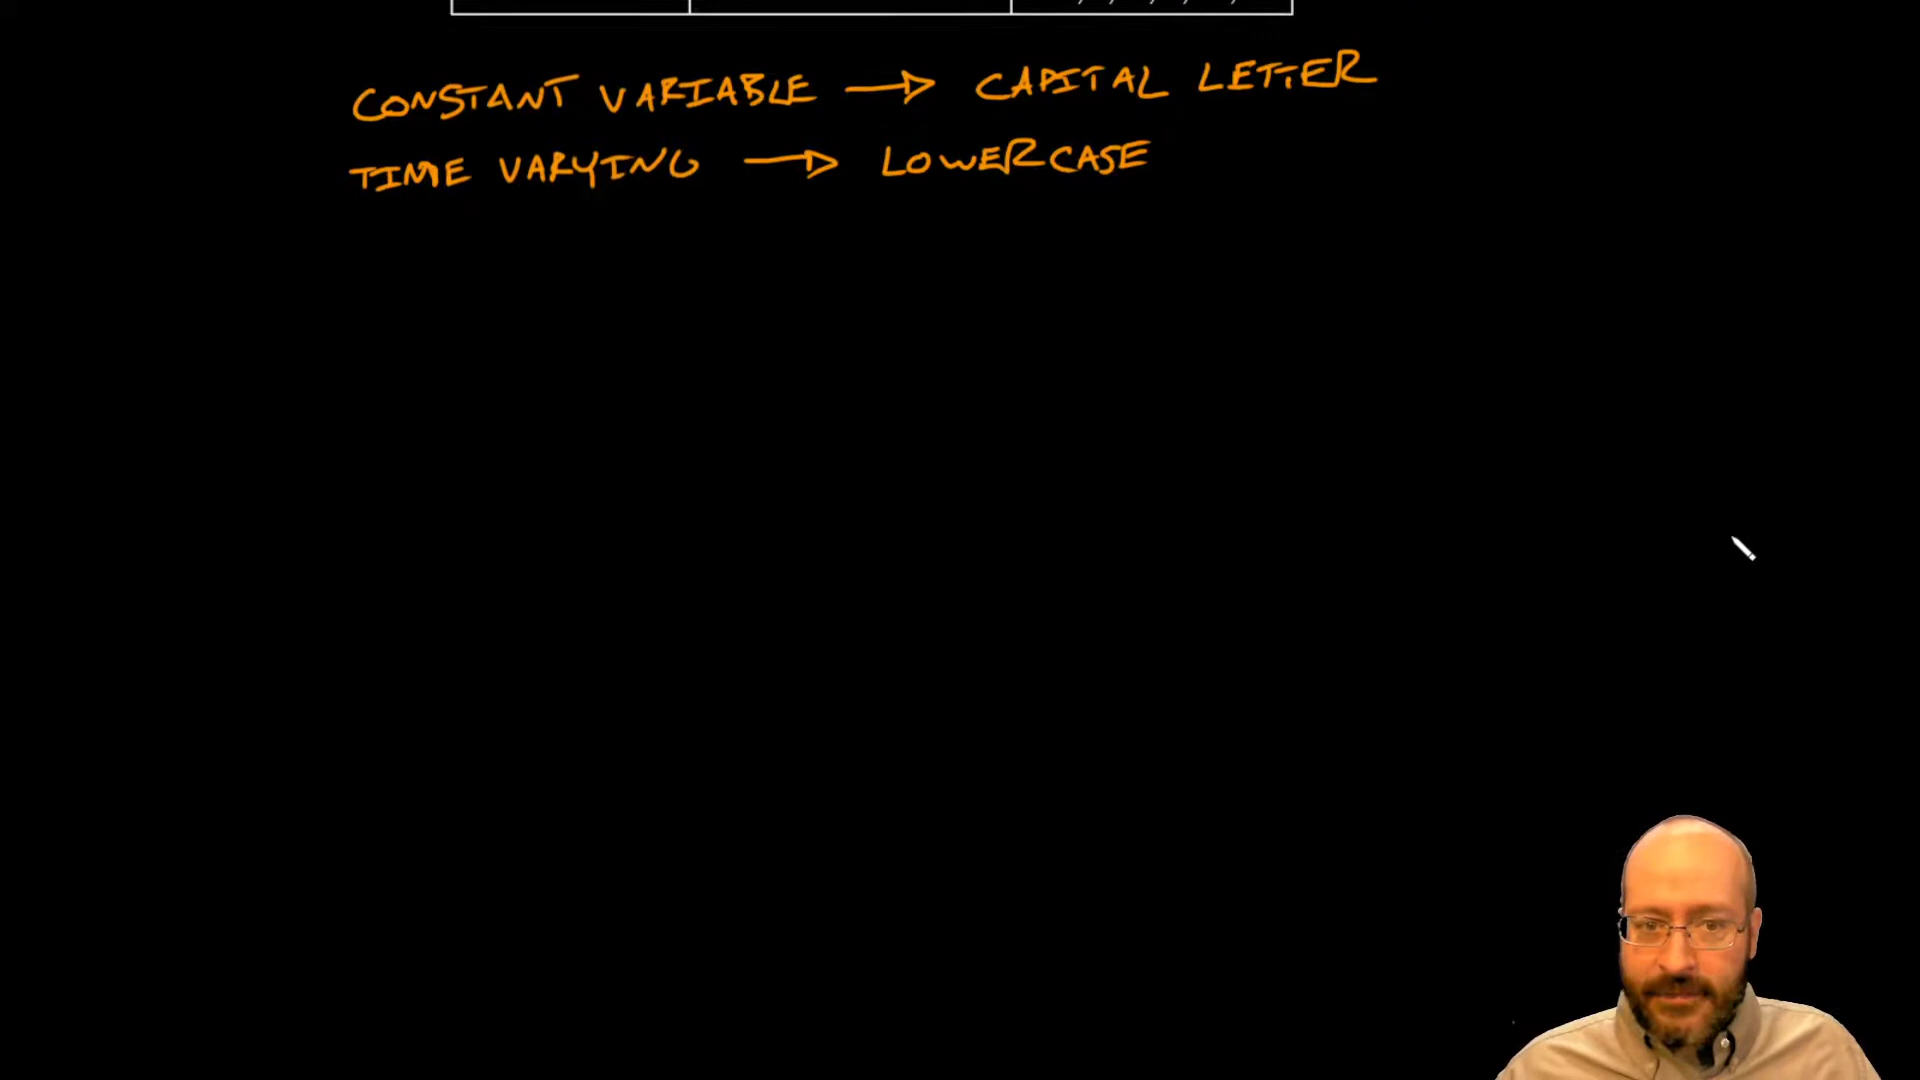 CONSTANT VARIABLE → CAPITAL LETTER
TIME VARYING → LOWERCASE